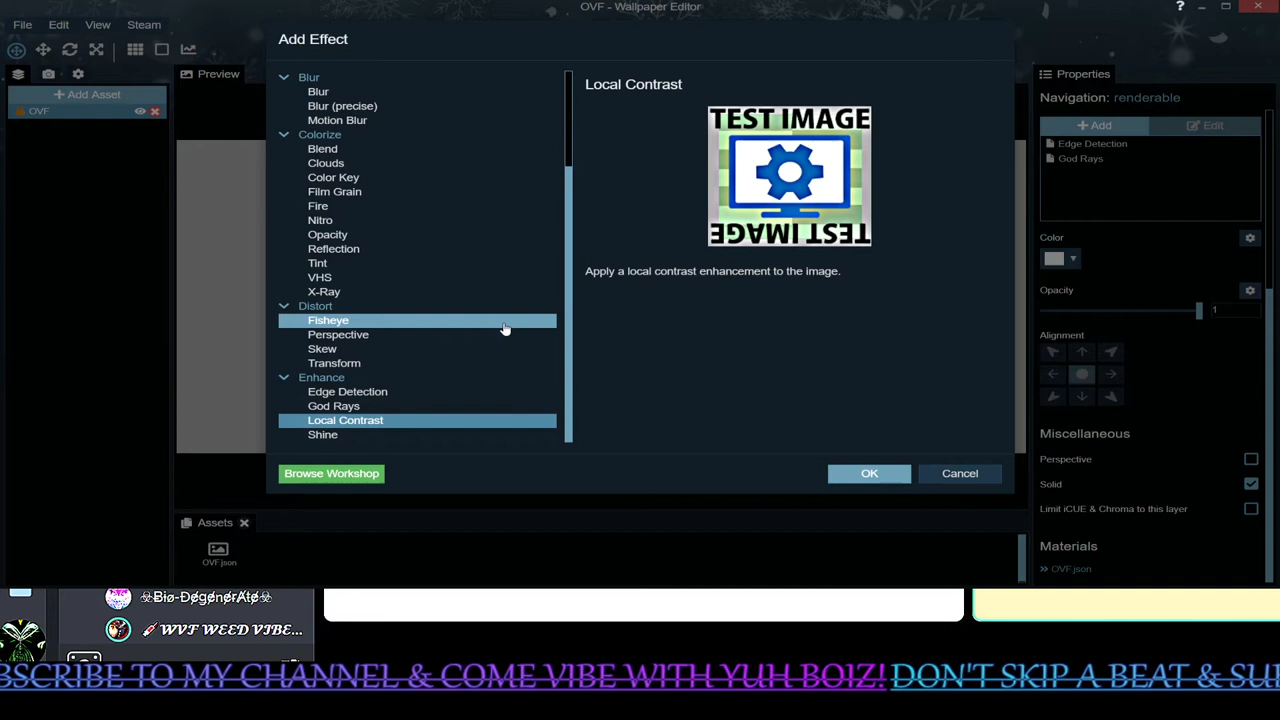 OVF - Wallpaper Editor
File Edit View Steam
Add Asset
OVF
Preview
Add Effect
Blur
Blur
Blur (precise)
Motion Blur
Colorize
Blend
Clouds
Color Key
Film Grain
Fire
Nitro
Opacity
Reflection
Tint
VHS
X-Ray
Distort
Fisheye
Perspective
Skew
Transform
Enhance
Edge Detection
God Rays
Local Contrast
Shine
Browse Workshop
Local Contrast
TEST IMAGE
TEST IMAGE
Apply a local contrast enhancement to the image.
OK Cancel
Properties
Navigation: renderable
+ Add Edit
Edge Detection
God Rays
Color
Opacity
1
Alignment
Miscellaneous
Perspective
Solid
Limit iCUE & Chroma to this layer
Materials
OVF.json
Assets
OVF.json
☣Bio-DegenerAte☣
WVF WEED VIBE...
BSCRIBE TO MY CHANNEL & COME VIBE WITH YUH BOIZ! DON'T SKIP A BEAT & SU